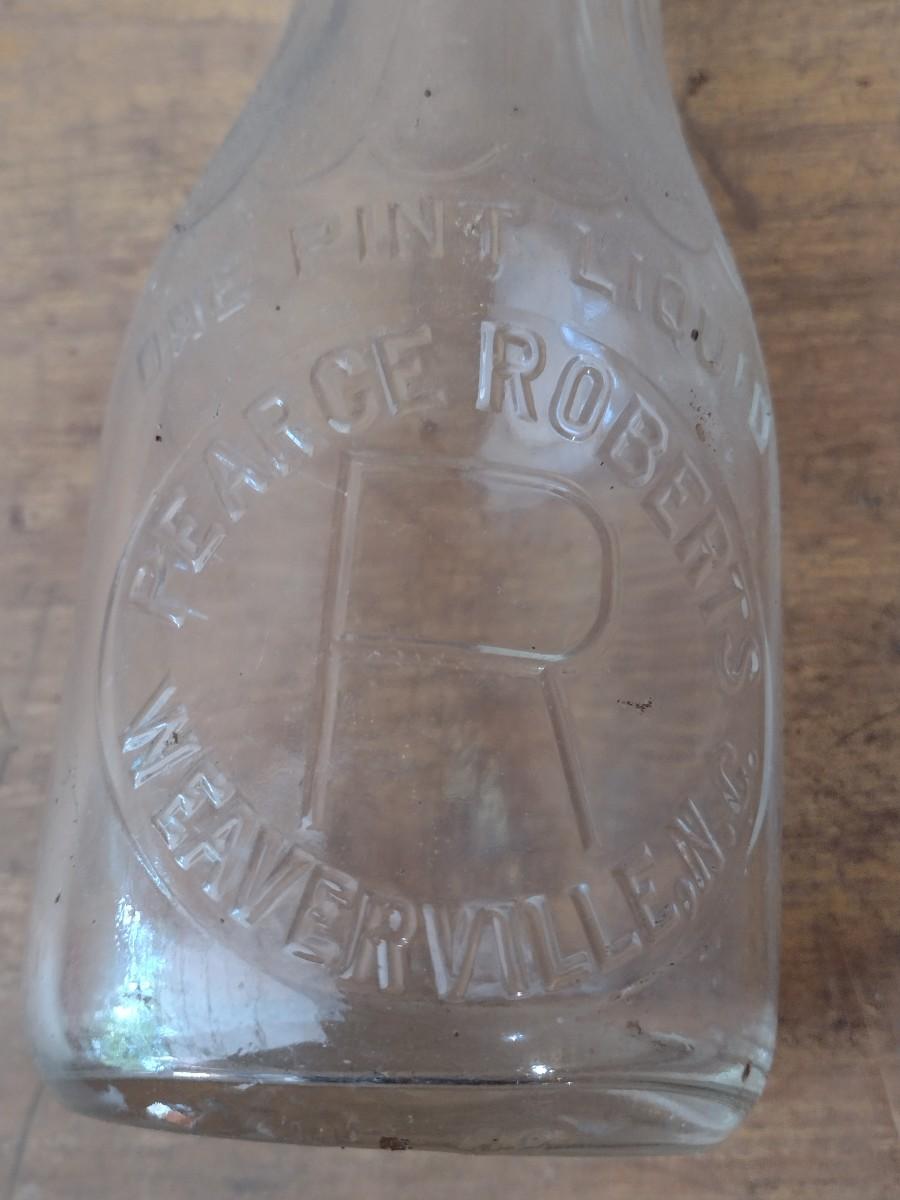 ONE PINT LIQUID
PEARCE ROBERTS
R
WEAVERVILLE, N.C.